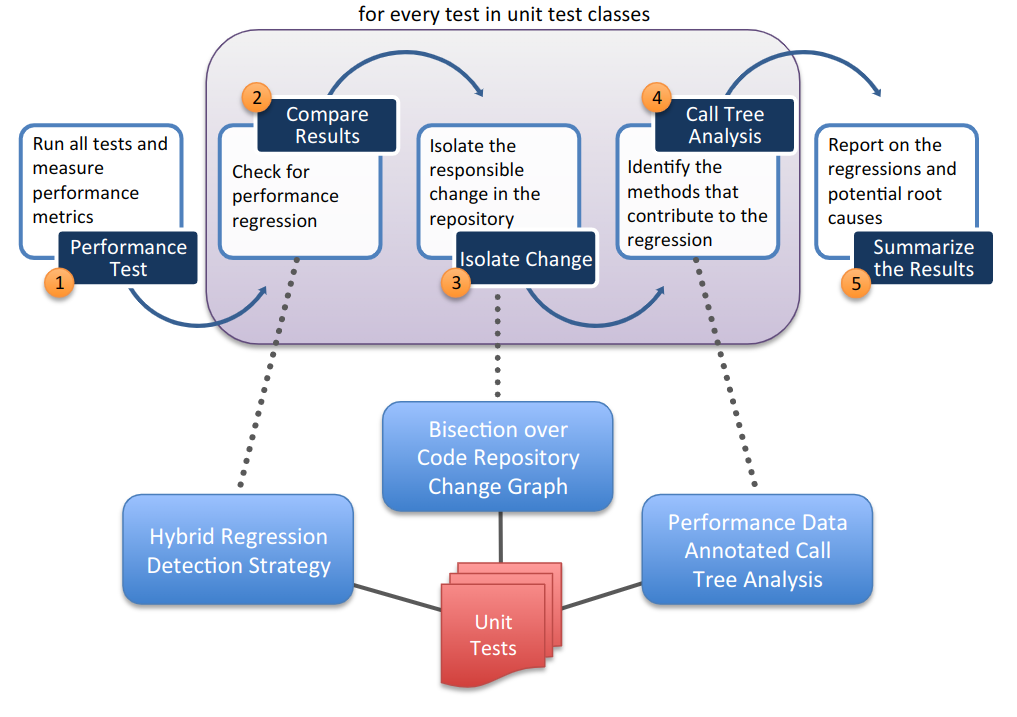 for every test in unit test classes
Run all tests and
measure
performance
metrics
Performance
Test
1
2
Compare
Results
Check for
performance
regression
Isolate the
responsible
change in the
repository
Isolate Change
3
4
Call Tree
Analysis
Identify the
methods that
contribute to the
regression
Report on the
regressions and
potential root
causes
Summarize
the Results
5
Hybrid Regression
Detection Strategy
Bisection over
Code Repository
Change Graph
Performance Data
Annotated Call
Tree Analysis
Unit
Tests